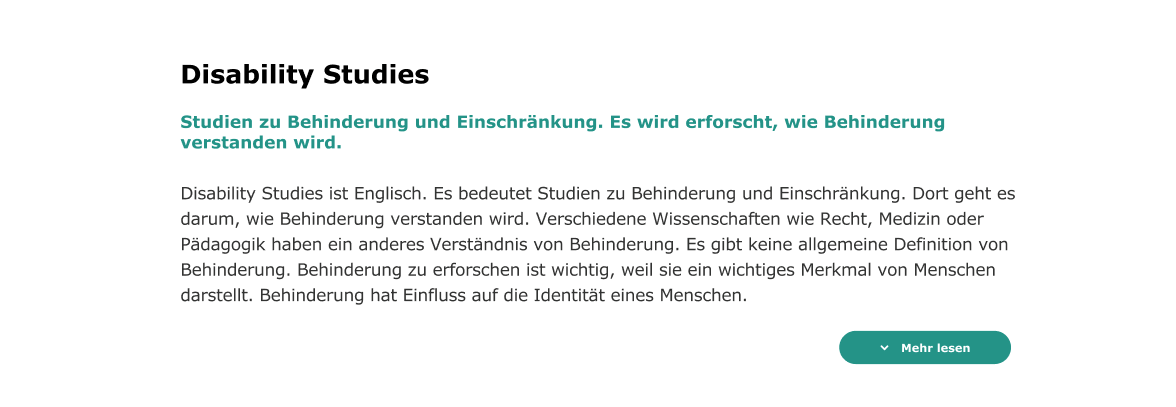 Disability Studies
Studien zu Behinderung und Einschränkung. Es wird erforscht, wie Behinderung
verstanden wird.
Disability Studies ist Englisch. Es bedeutet Studien zu Behinderung und Einschränkung. Dort geht es
darum, wie Behinderung verstanden wird. Verschiedene Wissenschaften wie Recht, Medizin oder
Pädagogik haben ein anderes Verständnis von Behinderung. Es gibt keine allgemeine Definition von
Behinderung. Behinderung zu erforschen ist wichtig, weil sie ein wichtiges Merkmal von Menschen
darstellt. Behinderung hat Einfluss auf die Identität eines Menschen.
Mehr lesen